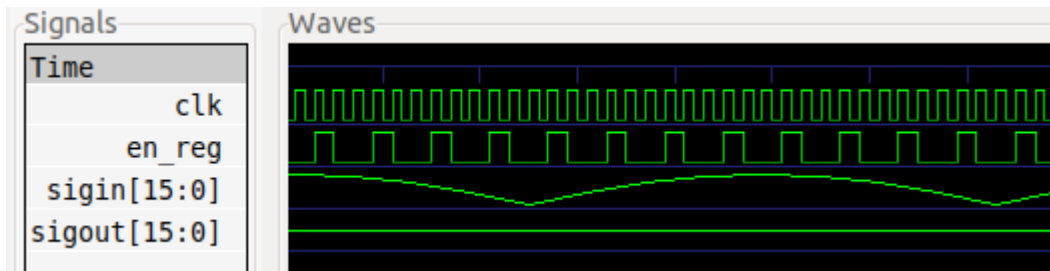 Signals
Waves
Time
clk
en_reg
sigin[15:0]
sigout[15:0]